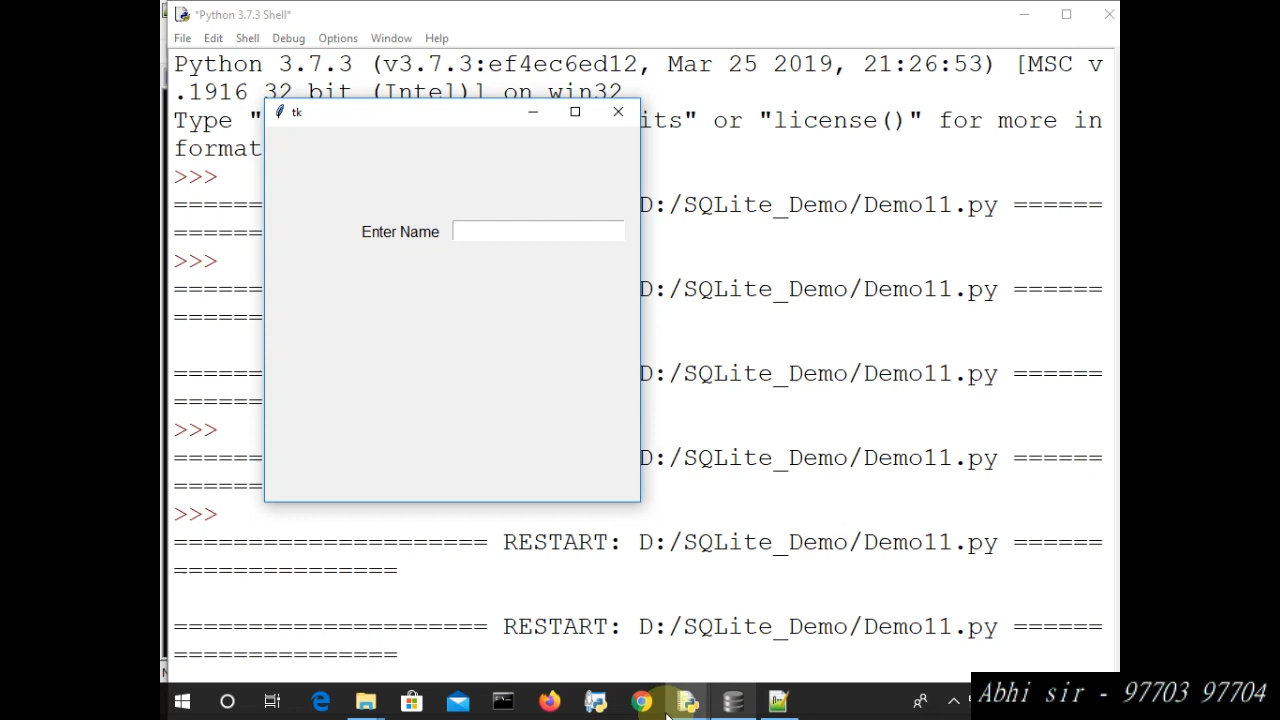 *Python 3.7.3 Shell*
File Edit Shell Debug Options Window Help
Python 3.7.3 (v3.7.3:ef4ec6ed12, Mar 25 2019, 21:26:53) [MSC v
.1916 32 bit (Intel)] on win32
Type " its" or "license()" for more in
format
tk
Enter Name
>>>
======= D:/SQLite_Demo/Demo11.py ======
======
>>>
====== D:/SQLite_Demo/Demo11.py ======
======
====== D:/SQLite_Demo/Demo11.py ======
======
>>>
====== D:/SQLite_Demo/Demo11.py ======
======
>>>
===================== RESTART: D:/SQLite_Demo/Demo11.py ======
===============
===================== RESTART: D:/SQLite_Demo/Demo11.py ======
===============
Abhi sir - 97703 97704